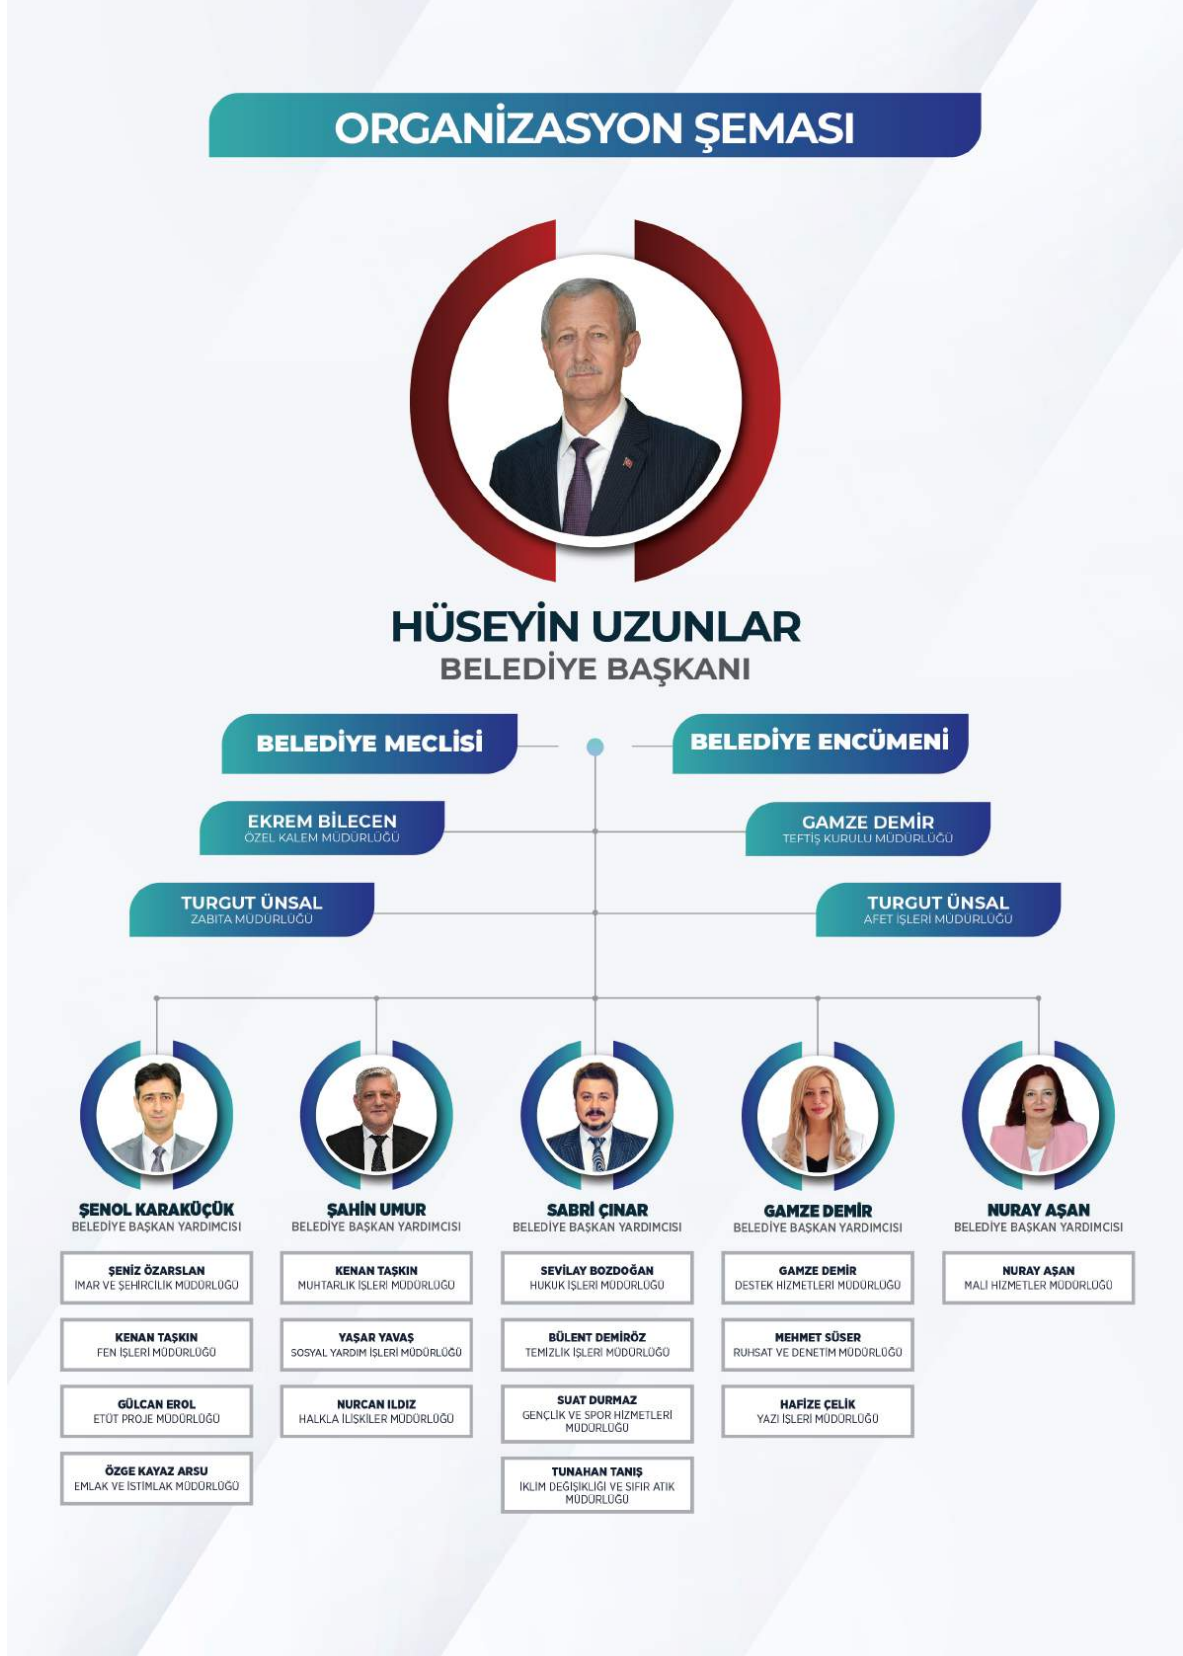 ORGANİZASYON ŞEMASI
HÜSEYİN UZUNLAR
BELEDİYE BAŞKANI
BELEDİYE MECLİSİ
BELEDİYE ENCÜMENİ
EKREM BİLECEN
ÖZEL KALEM MÜDÜRLÜĞÜ
GAMZE DEMİR
TEFTİŞ KURULU MÜDÜRLÜĞÜ
TURGUT ÜNSAL
ZABITA MÜDÜRLÜĞÜ
TURGUT ÜNSAL
AFET İŞLERİ MÜDÜRLÜĞÜ
ŞENOL KARAKÜÇÜK
BELEDİYE BAŞKAN YARDIMCISI
ŞENİZ ÖZARSLAN
İMAR VE ŞEHİRCİLİK MÜDÜRLÜĞÜ
KENAN TAŞKIN
FEN İŞLERİ MÜDÜRLÜĞÜ
GÜLCAN EROL
ETÜT PROJE MÜDÜRLÜĞÜ
ÖZGE KAYAZ ARSU
EMLAK VE İSTİMLAK MÜDÜRLÜĞÜ
ŞAHİN UMUR
BELEDİYE BAŞKAN YARDIMCISI
KENAN TAŞKIN
MUHTARLIK İŞLERİ MÜDÜRLÜĞÜ
YAŞAR YAVAŞ
SOSYAL YARDIM İŞLERİ MÜDÜRLÜĞÜ
NURCAN ILDIZ
HALKLA İLİŞKİLER MÜDÜRLÜĞÜ
SABRİ ÇINAR
BELEDİYE BAŞKAN YARDIMCISI
SEVİLAY BOZDOĞAN
HUKUK İŞLERİ MÜDÜRLÜĞÜ
BÜLENT DEMİRÖZ
TEMİZLİK İŞLERİ MÜDÜRLÜĞÜ
SUAT DURMAZ
GENÇLİK VE SPOR HİZMETLERİ
MÜDÜRLÜĞÜ
TUNAHAN TANIŞ
İKLİM DEĞİŞİKLİĞİ VE SIFIR ATIK
MÜDÜRLÜĞÜ
GAMZE DEMİR
BELEDİYE BAŞKAN YARDIMCISI
GAMZE DEMİR
DESTEK HİZMETLERİ MÜDÜRLÜĞÜ
MEHMET SÜSER
RUHSAT VE DENETİM MÜDÜRLÜĞÜ
HAFİZE ÇELİK
YAZI İŞLERİ MÜDÜRLÜĞÜ
NURAY AŞAN
BELEDİYE BAŞKAN YARDIMCISI
NURAY AŞAN
MALİ HİZMETLER MÜDÜRLÜĞÜ